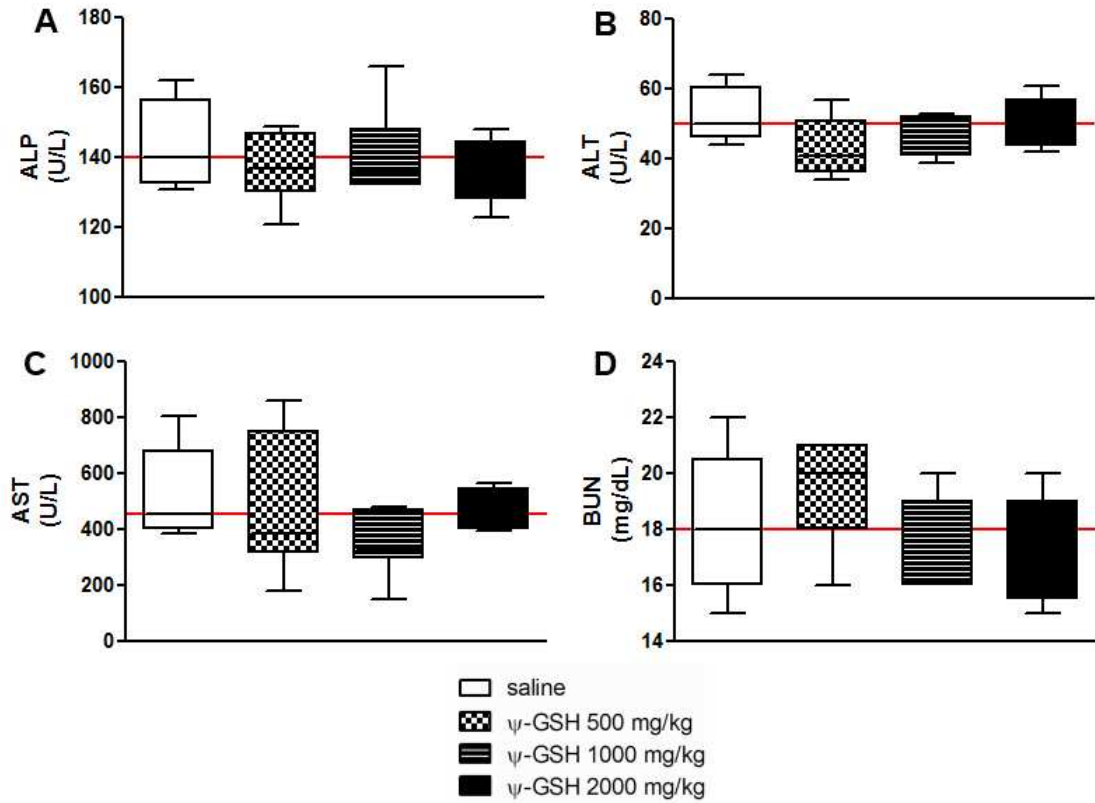 A
ALP
(U/L)
180
160
140
120
100
B
ALT
(U/L)
80
60
40
20
0
C
AST
(U/L)
1000
800
600
400
200
0
D
BUN
(mg/dL)
24
22
20
18
16
14
saline
ψ-GSH 500 mg/kg
ψ-GSH 1000 mg/kg
ψ-GSH 2000 mg/kg